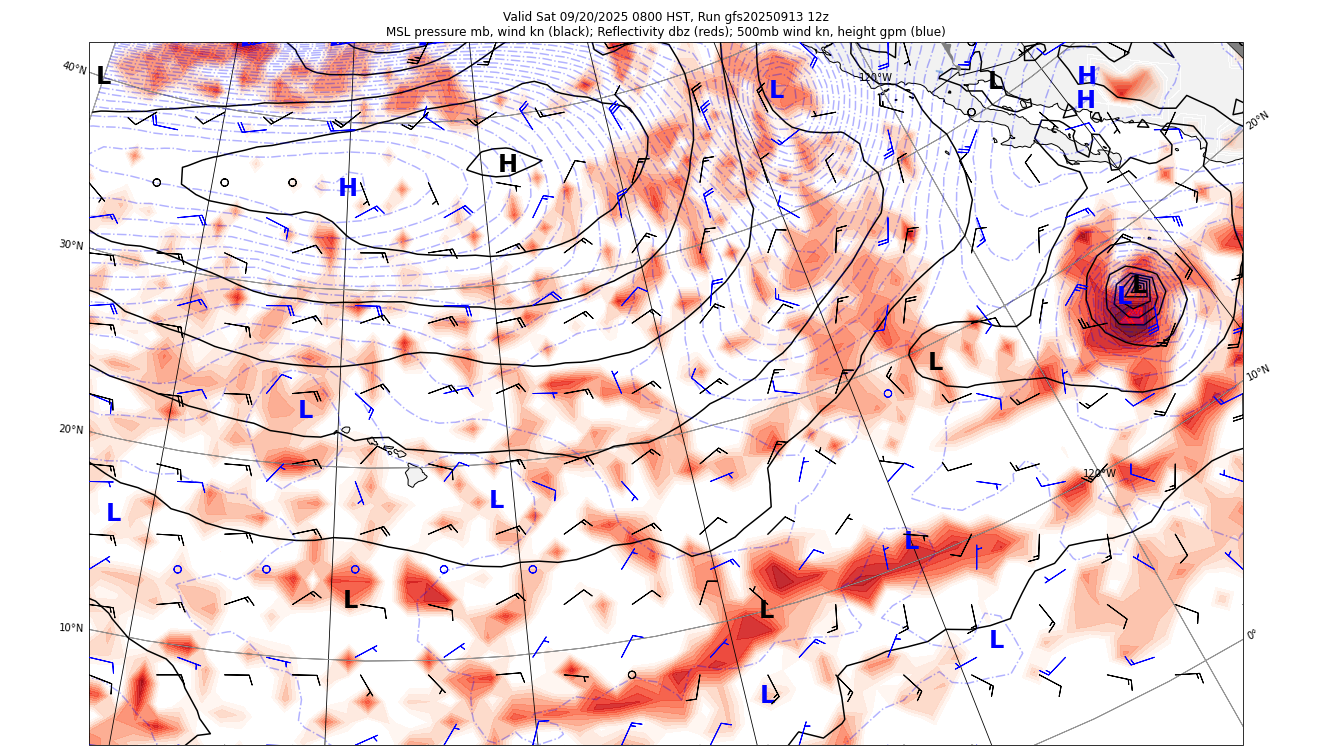 Valid Sat 09/20/2025 0800 HST, Run gfs20250913 12z
MSL pressure mb, wind kn (black); Reflectivity dbz (reds); 500mb wind kn, height gpm (blue)
40°N
L
L
120°W
L
H
H
20°N
H
H
30°N
L
L
L
10°N
L
20°N
L
L
120°W
L
L
10°N
L
L
0°
L
L